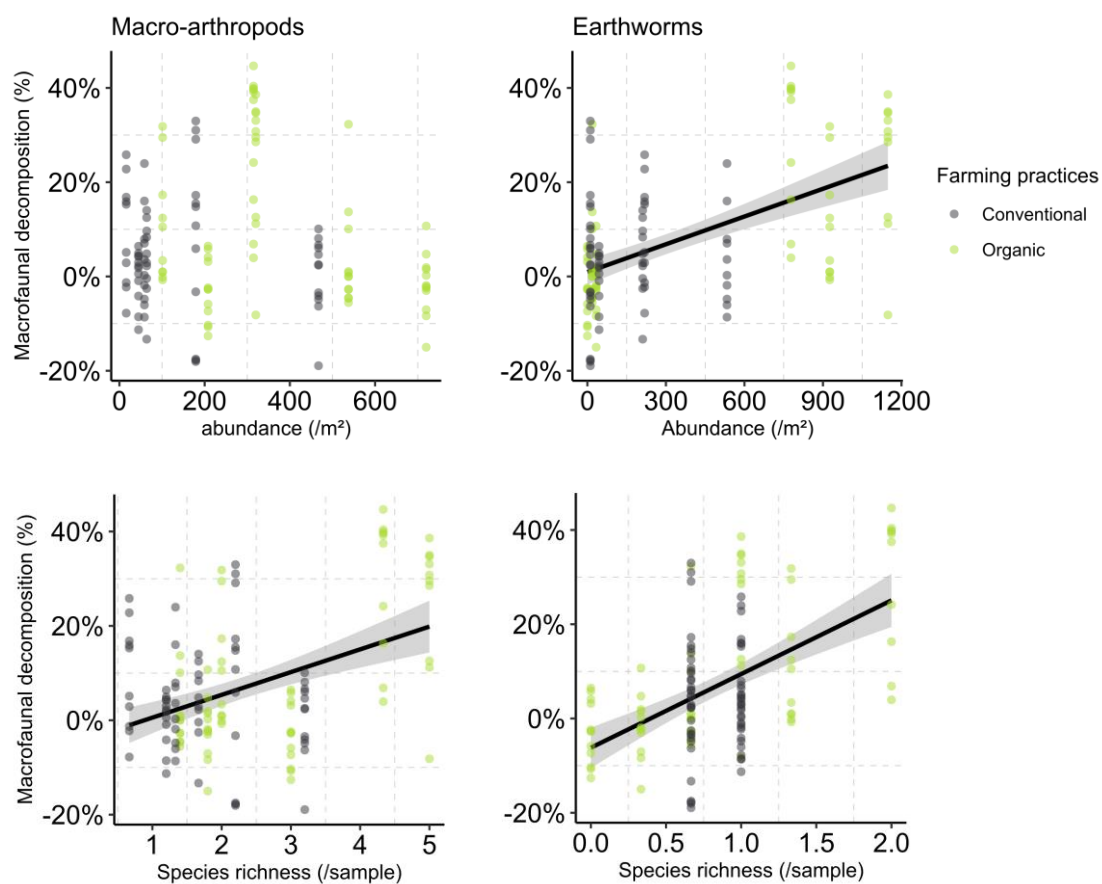 Macro-arthropods
Earthworms
Macrofaunal decomposition (%)
40%
20%
0%
-20%
0 200 400 600
abundance (/m²)
0 300 600 900 1200
Abundance (/m²)
Farming practices
Conventional
Organic
Macrofaunal decomposition (%)
40%
20%
0%
-20%
1 2 3 4 5
Species richness (/sample)
40%
20%
0%
-20%
0.0 0.5 1.0 1.5 2.0
Species richness (/sample)
40%
20%
0%
-20%